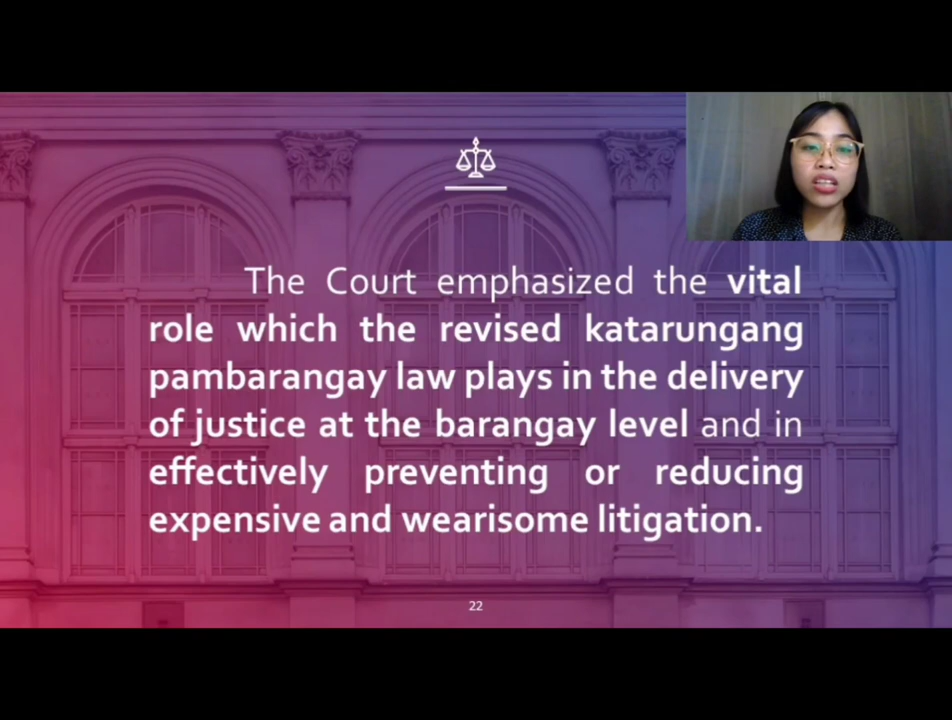 The Court emphasized the vital
role which the revised katarungang
pambarangay law plays in the delivery
of justice at the barangay level and in
effectively preventing or reducing
expensive and wearisome litigation.
22